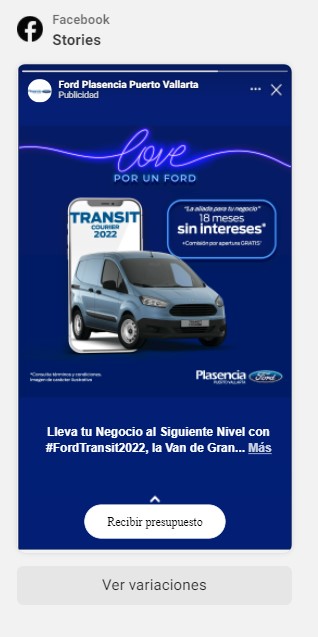 Facebook
Stories
Ford Plasencia Puerto Vallarta
Publicidad
love
POR UN FORD
TRANSIT
COURIER
2022
"La aliada para tu negocio"
18 meses
sin intereses*
+Comisión por apertura GRATIS*
Plasencia
PUERTO VALLARTA
Ford
*Consulta términos y condiciones.
Imagen de carácter ilustrativo
Lleva tu Negocio al Siguiente Nivel con
#FordTransit2022, la Van de Gran... Más
Recibir presupuesto
Ver variaciones